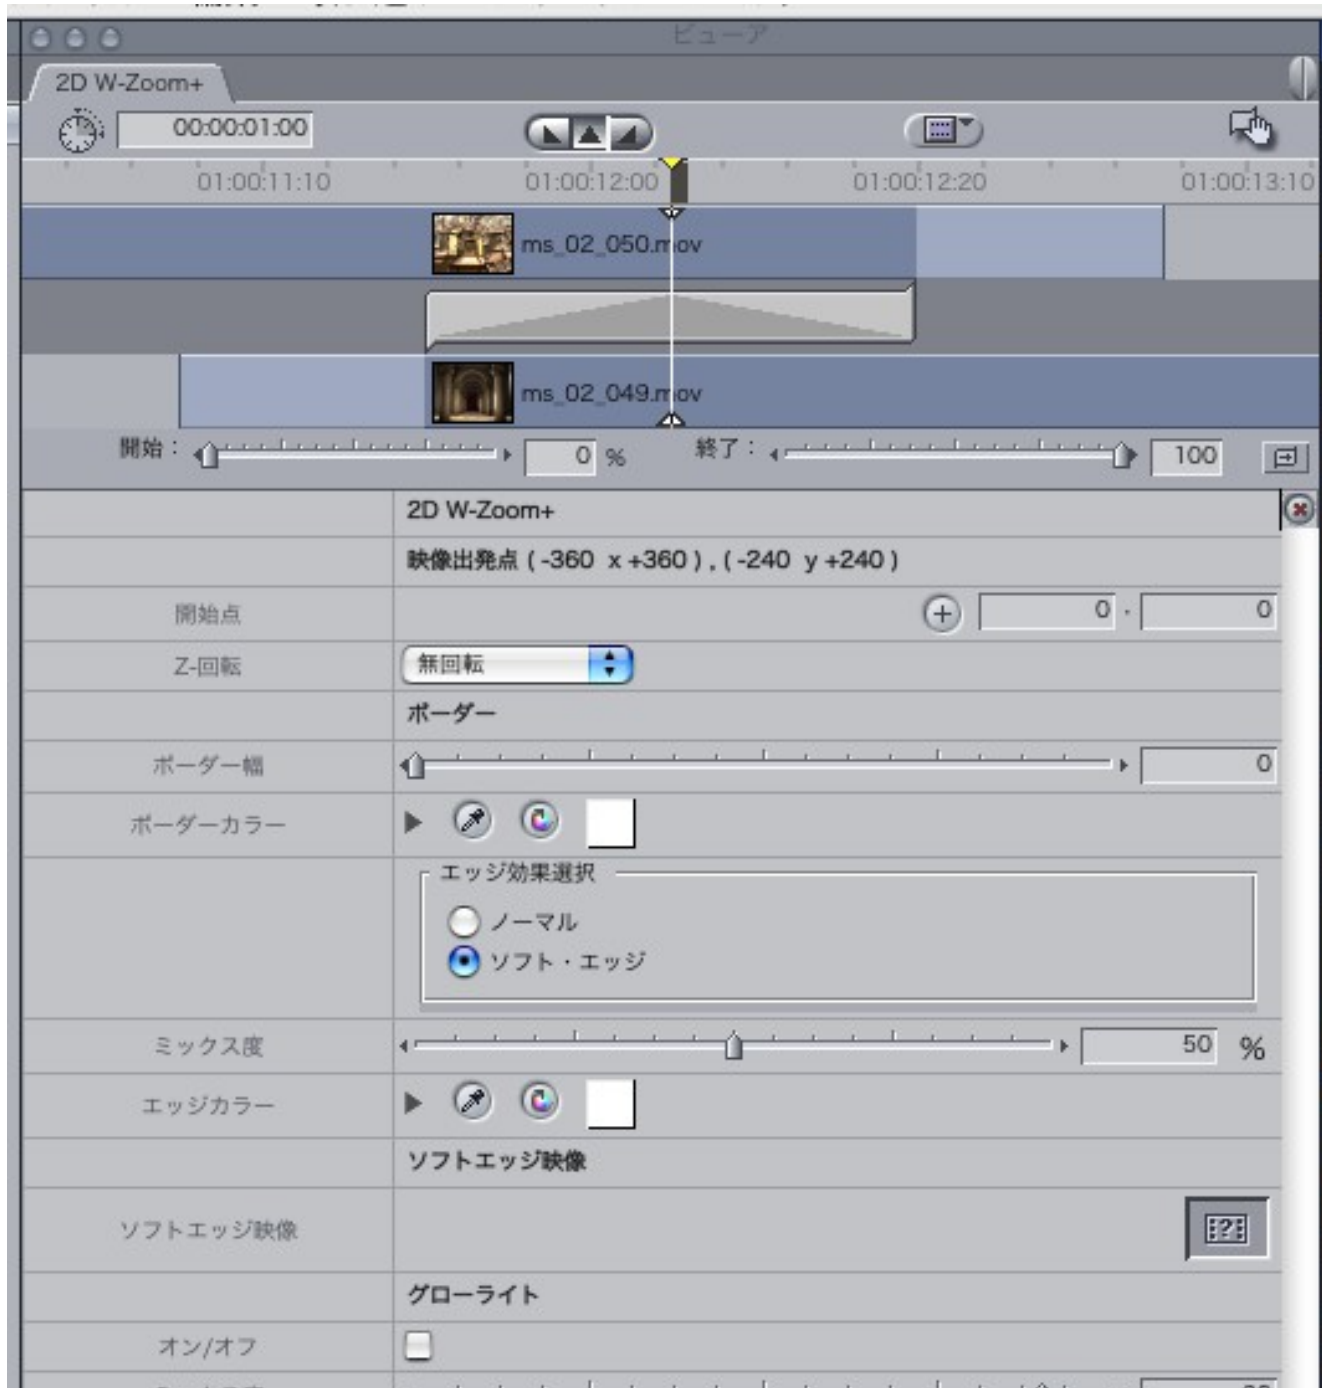 ビューア
2D W-Zoom+
00:00:01:00
01:00:11:10 01:00:12:00 01:00:12:20 01:00:13:10
ms_02_050.mov
ms_02_049.mov
開始： 0 % 終了： 100
2D W-Zoom+
映像出発点 ( -360 x +360 ) , ( -240 y +240 )
開始点 0 . 0
Z-回転 無回転
ボーダー
ボーダー幅 0
ボーダーカラー
エッジ効果選択
ノーマル
ソフト・エッジ
ミックス度 50 %
エッジカラー
ソフトエッジ映像
ソフトエッジ映像
グローライト
オン/オフ